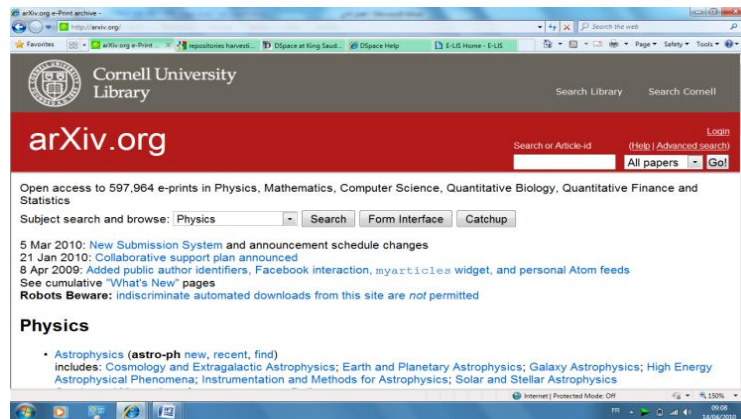 arXiv.org e-Print archive -
http://arxiv.org/
Search the web
Favorites
arXiv.org e-Print ...
repositories harvesti...
DSpace at King Saud...
DSpace Help
E-LIS Home - E-LIS
Page
Safety
Tools
Cornell University
Library
Search Library
Search Cornell
arXiv.org
Login
Search or Article-id
(Help | Advanced search)
All papers
Go!
Open access to 597,964 e-prints in Physics, Mathematics, Computer Science, Quantitative Biology, Quantitative Finance and
Statistics
Subject search and browse: Physics Search Form Interface Catchup
5 Mar 2010: New Submission System and announcement schedule changes
21 Jan 2010: Collaborative support plan announced
8 Apr 2009: Added public author identifiers, Facebook interaction, myarticles widget, and personal Atom feeds
See cumulative "What's New" pages
Robots Beware: indiscriminate automated downloads from this site are not permitted
Physics
• Astrophysics (astro-ph new, recent, find)
includes: Cosmology and Extragalactic Astrophysics; Earth and Planetary Astrophysics; Galaxy Astrophysics; High Energy
Astrophysical Phenomena; Instrumentation and Methods for Astrophysics; Solar and Stellar Astrophysics
Internet | Protected Mode: Off
150%
FR
09:08
14/04/2010